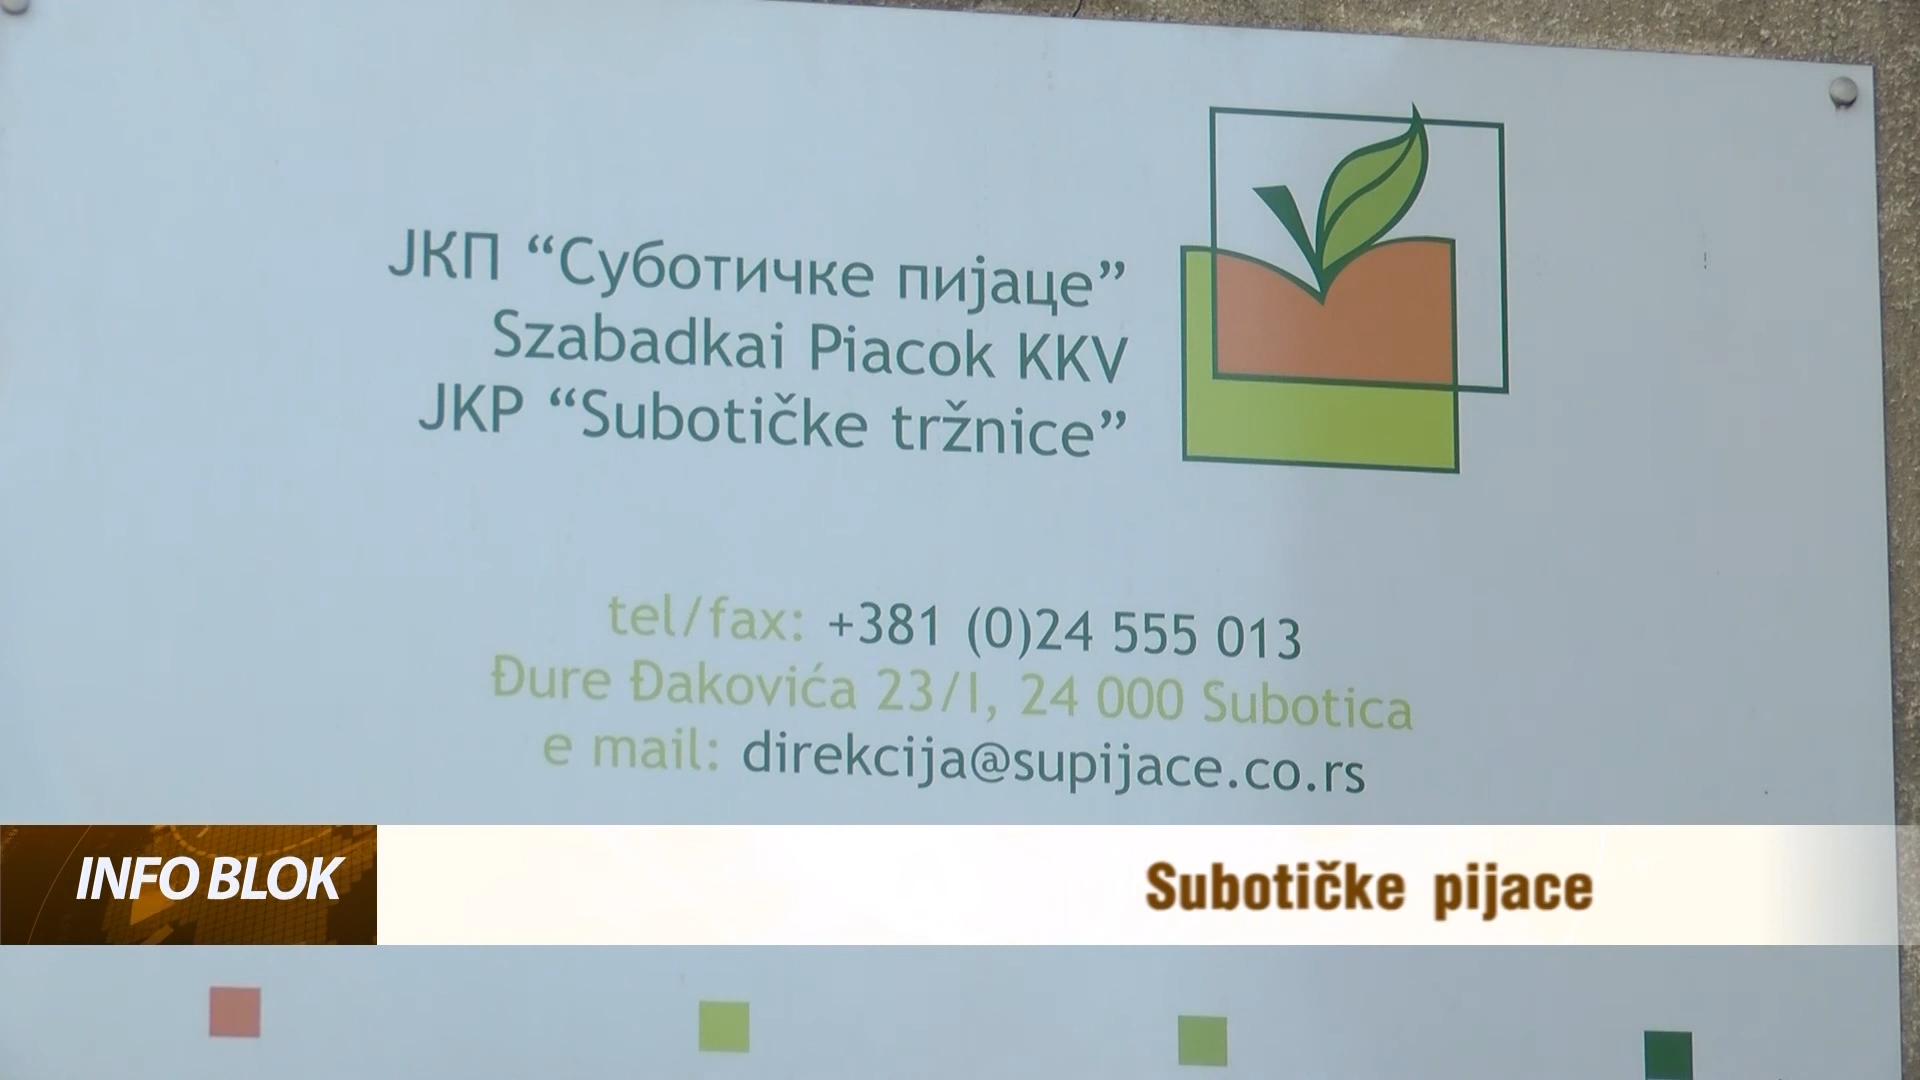 ЈКП “Суботичке пијаце”
Szabadkai Piacok KKV
JKP “Subotičke tržnice”
tel/fax: +381 (0)24 555 013
Đure Đakovića 23/I, 24 000 Subotica
e mail: direkcija@supijace.co.rs
INFO BLOK
Subotičke pijace